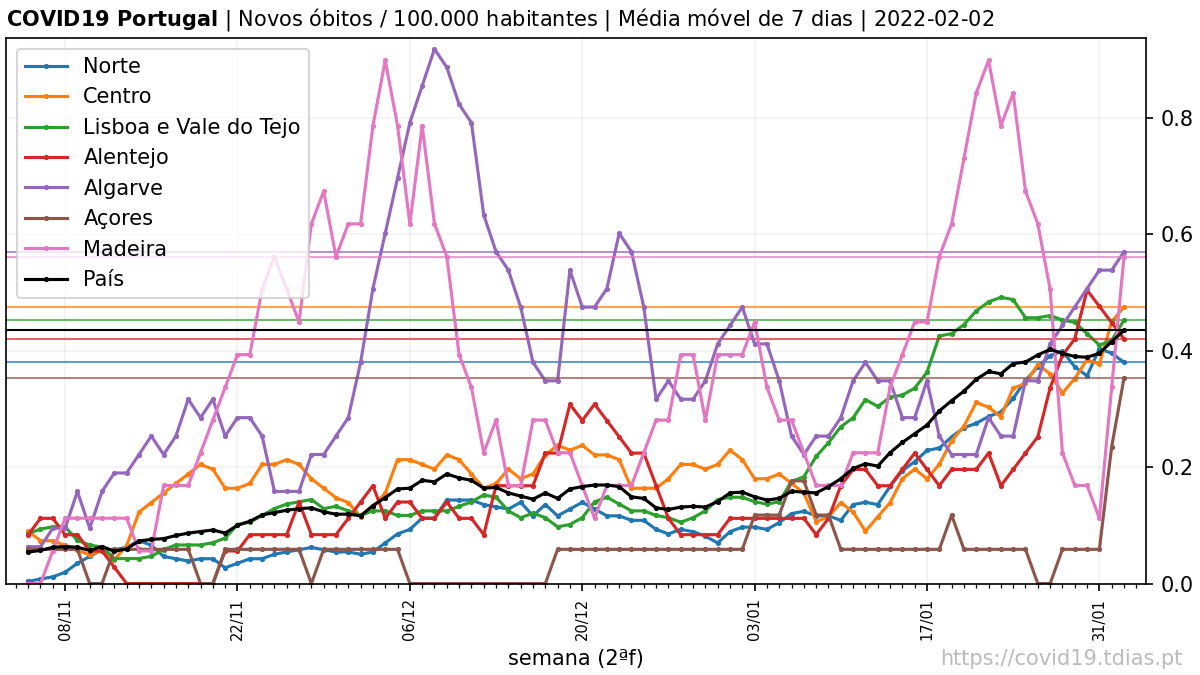 COVID19 Portugal | Novos óbitos / 100.000 habitantes | Média móvel de 7 dias | 2022-02-02
Norte
Centro
Lisboa e Vale do Tejo
Alentejo
Algarve
Açores
Madeira
País
0.8
0.6
0.4
0.2
0.0
08/11
22/11
06/12
20/12
03/01
17/01
31/01
semana (2ªf)
https://covid19.tdias.pt